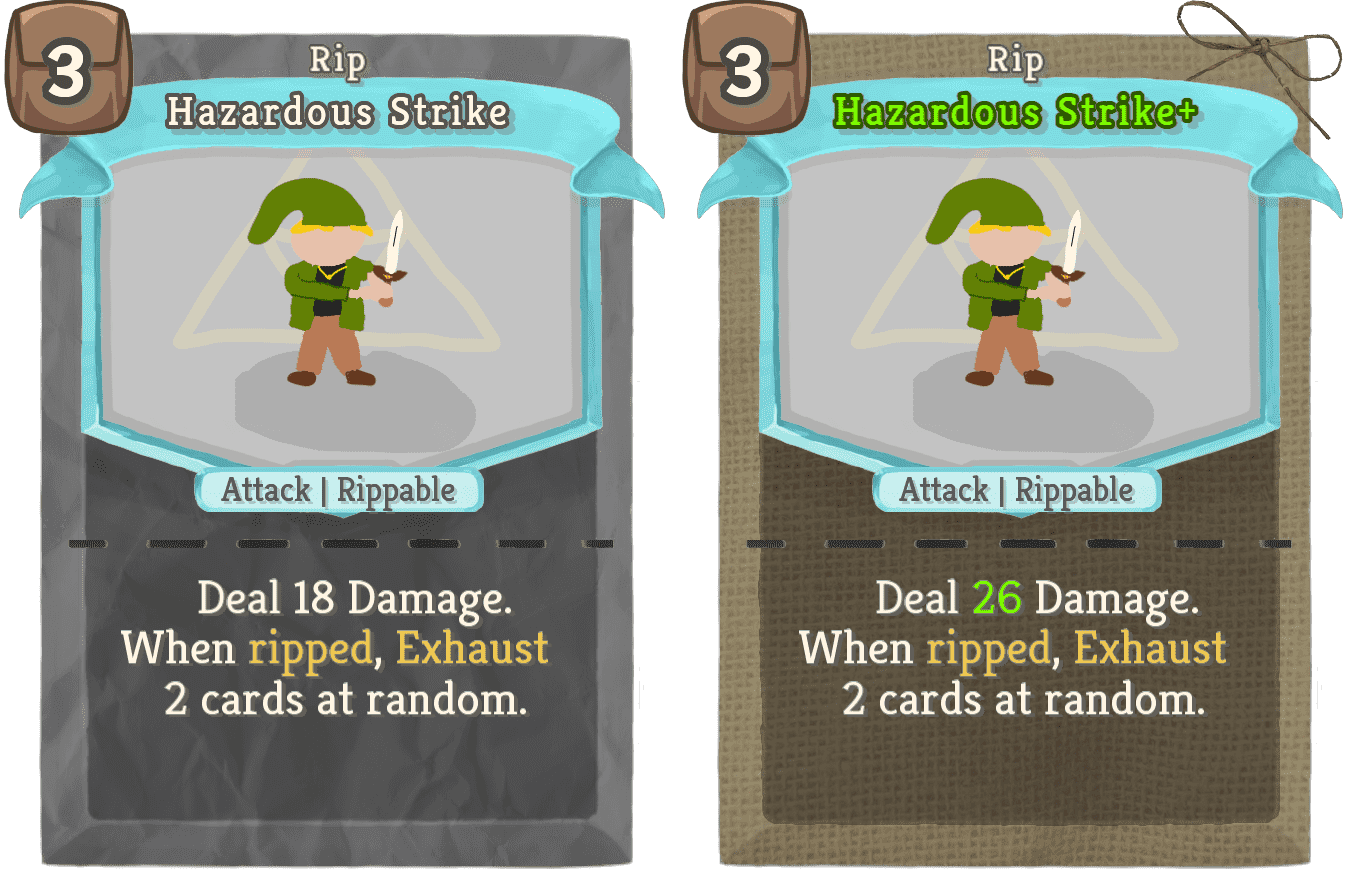 3
Rip
Hazardous Strike
Attack | Rippable
Deal 18 Damage.
When ripped, Exhaust
2 cards at random.
3
Rip
Hazardous Strike+
Attack | Rippable
Deal 26 Damage.
When ripped, Exhaust
2 cards at random.